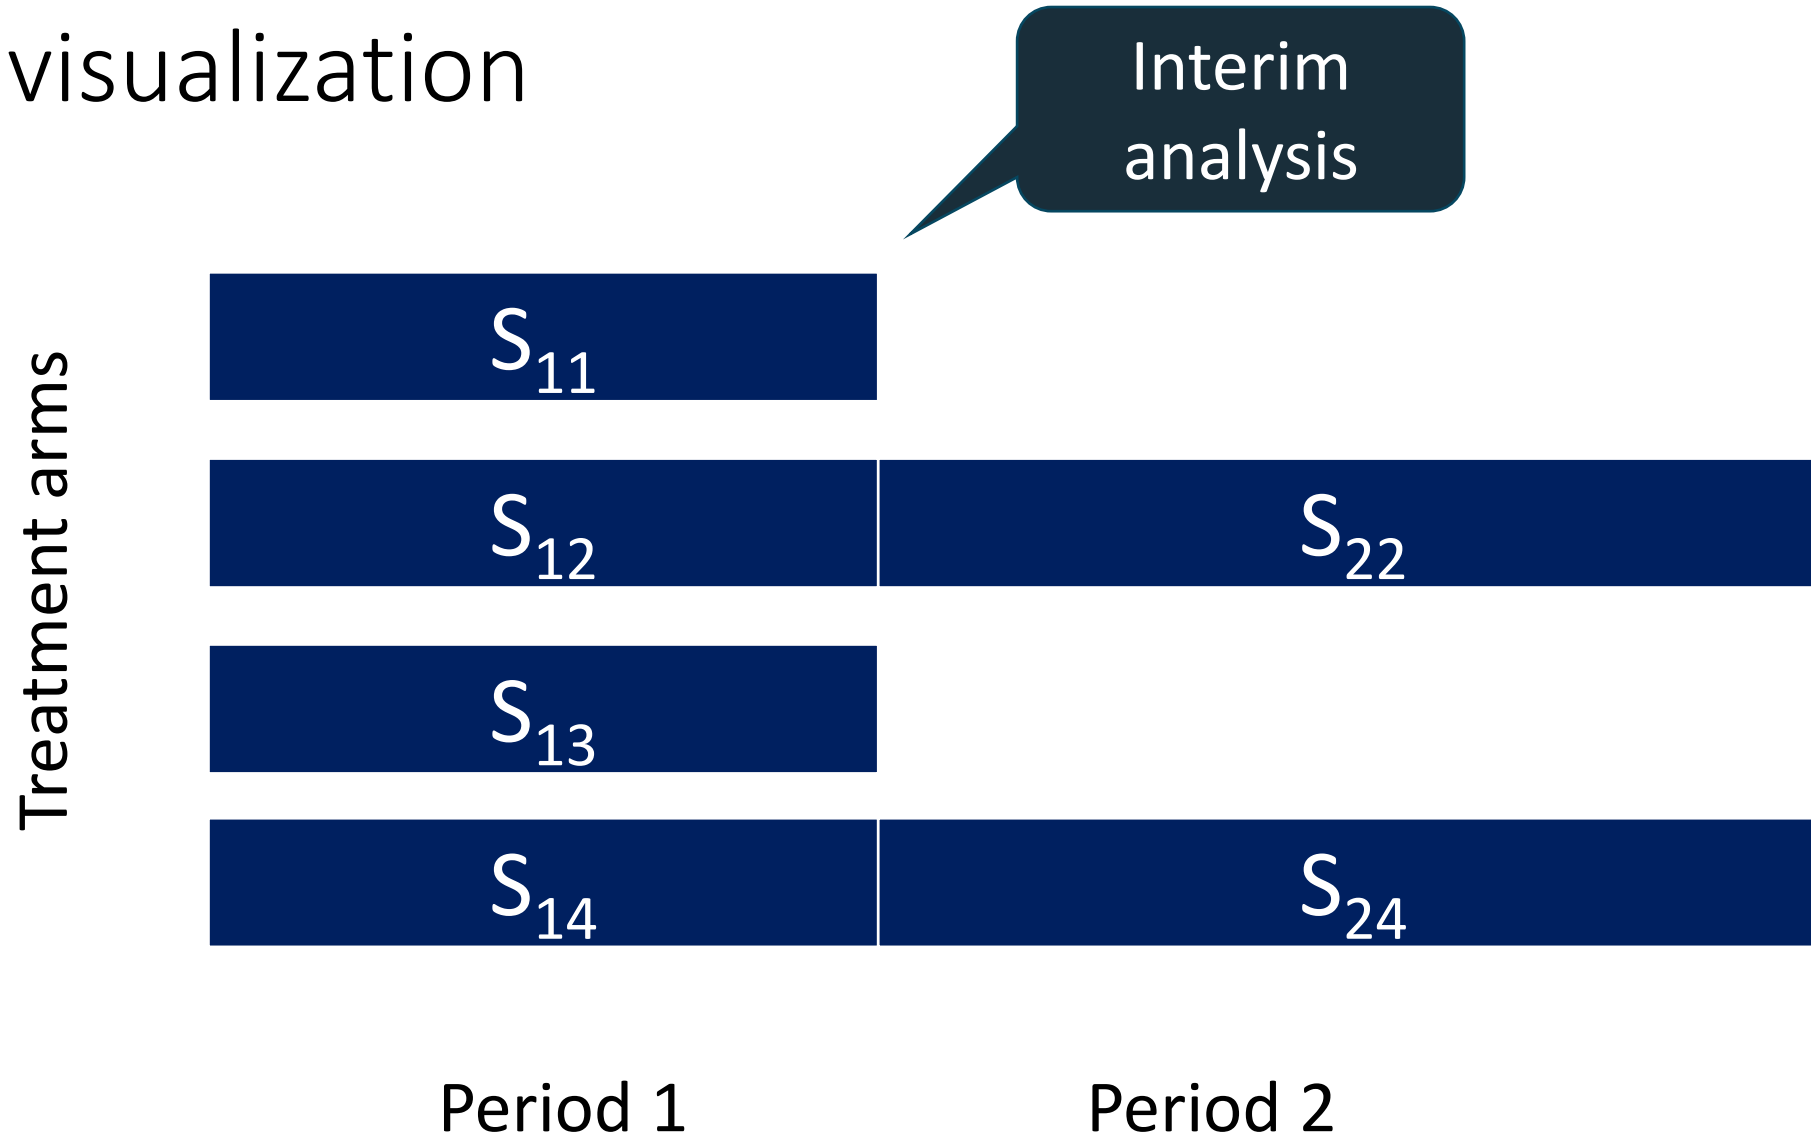 visualization
Interim
analysis
Treatment arms
S₁₁
S₁₂ S₂₂
S₁₃
S₁₄ S₂₄
Period 1 Period 2